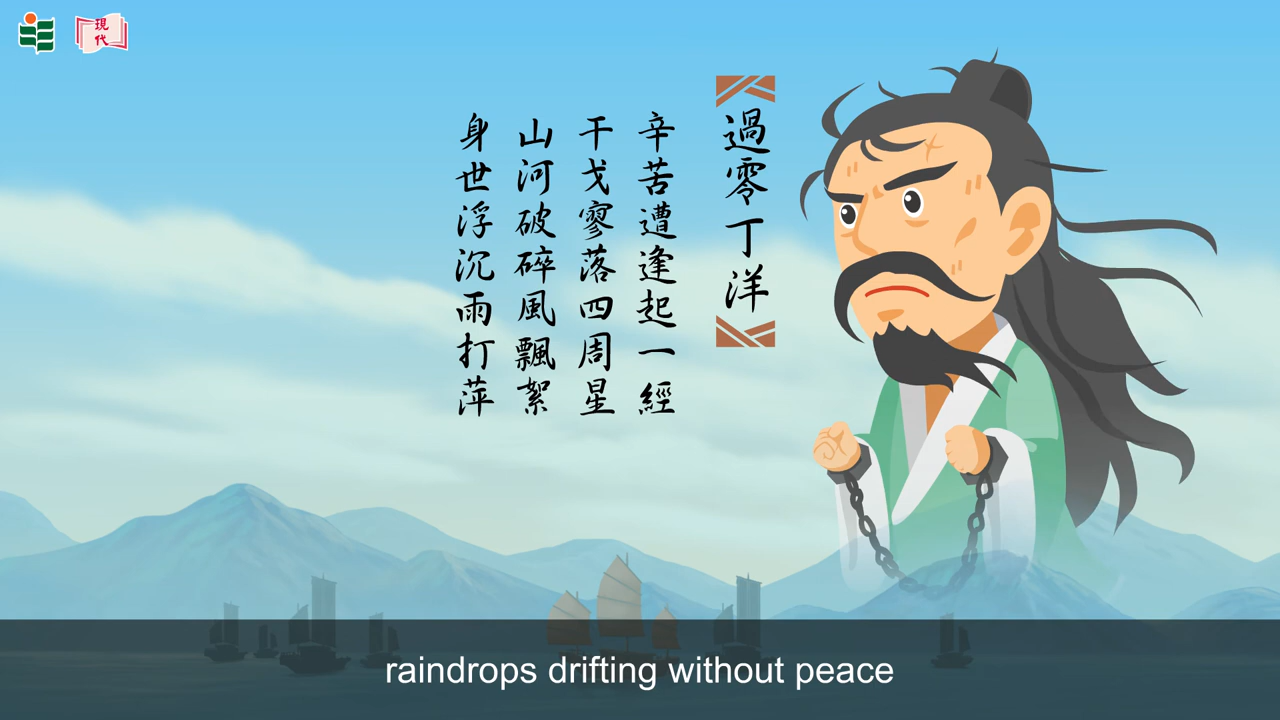 現代
過零丁洋
辛苦遭逢起一經
干戈寥落四周星
山河破碎風飄絮
身世浮沉雨打萍
raindrops drifting without peace